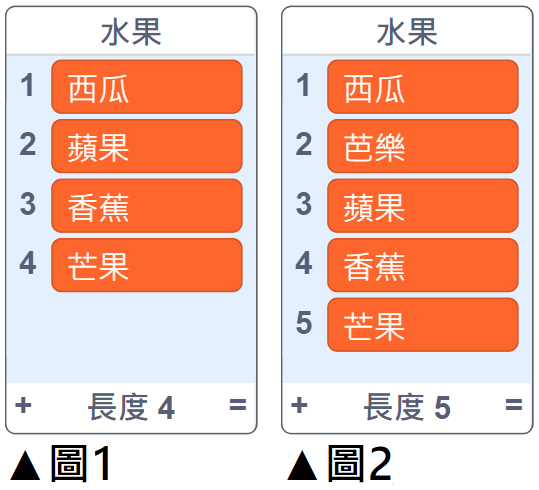 水果
1 西瓜
2 蘋果
3 香蕉
4 芒果
+ 長度 4 =
▲圖1
水果
1 西瓜
2 芭樂
3 蘋果
4 香蕉
5 芒果
+ 長度 5 =
▲圖2